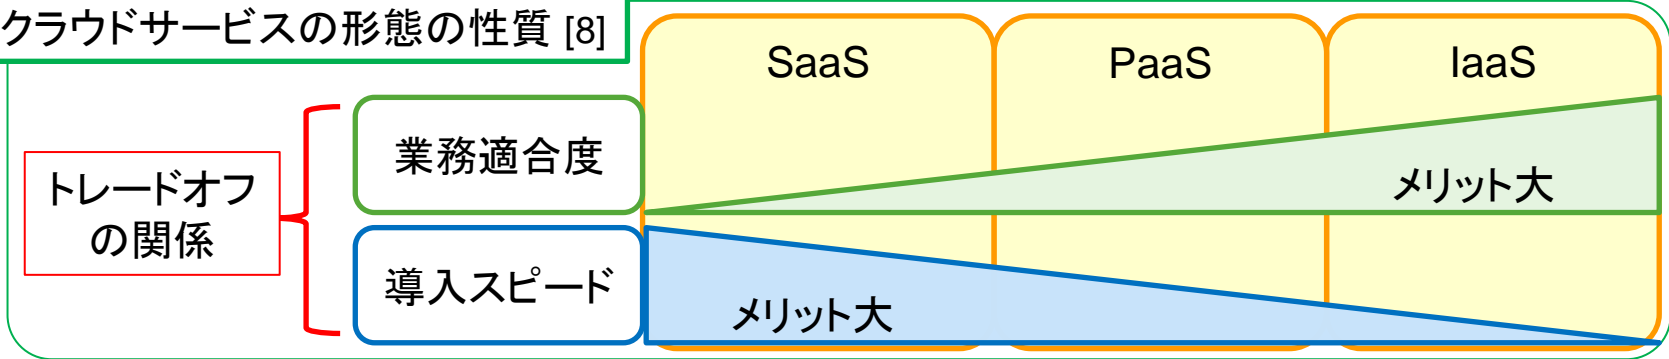 クラウドサービスの形態の性質 [8]
SaaS
PaaS
IaaS
トレードオフ
の関係
業務適合度
メリット大
導入スピード
メリット大